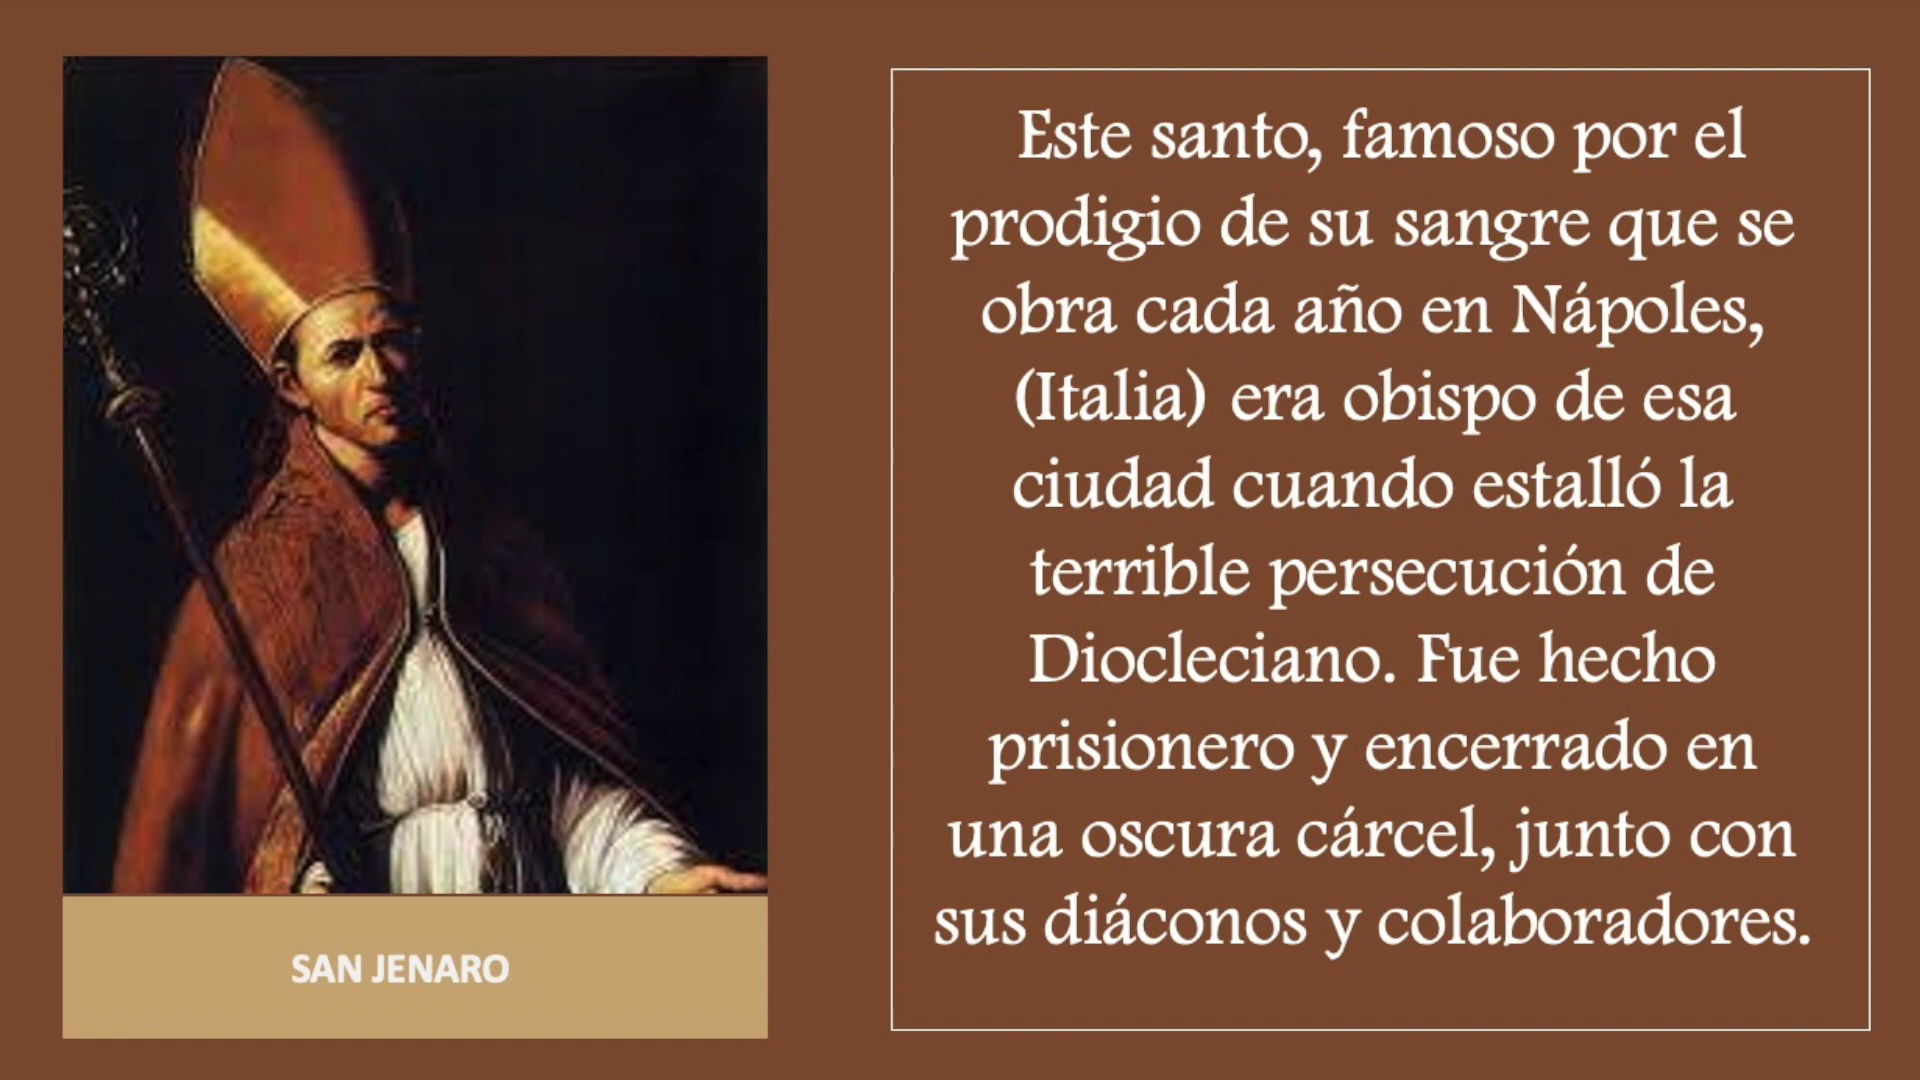 Este santo, famoso por el
prodigio de su sangre que se
obra cada año en Nápoles,
(Italia) era obispo de esa
ciudad cuando estalló la
terrible persecución de
Diocleciano. Fue hecho
prisionero y encerrado en
una oscura cárcel, junto con
sus diáconos y colaboradores.
SAN JENARO